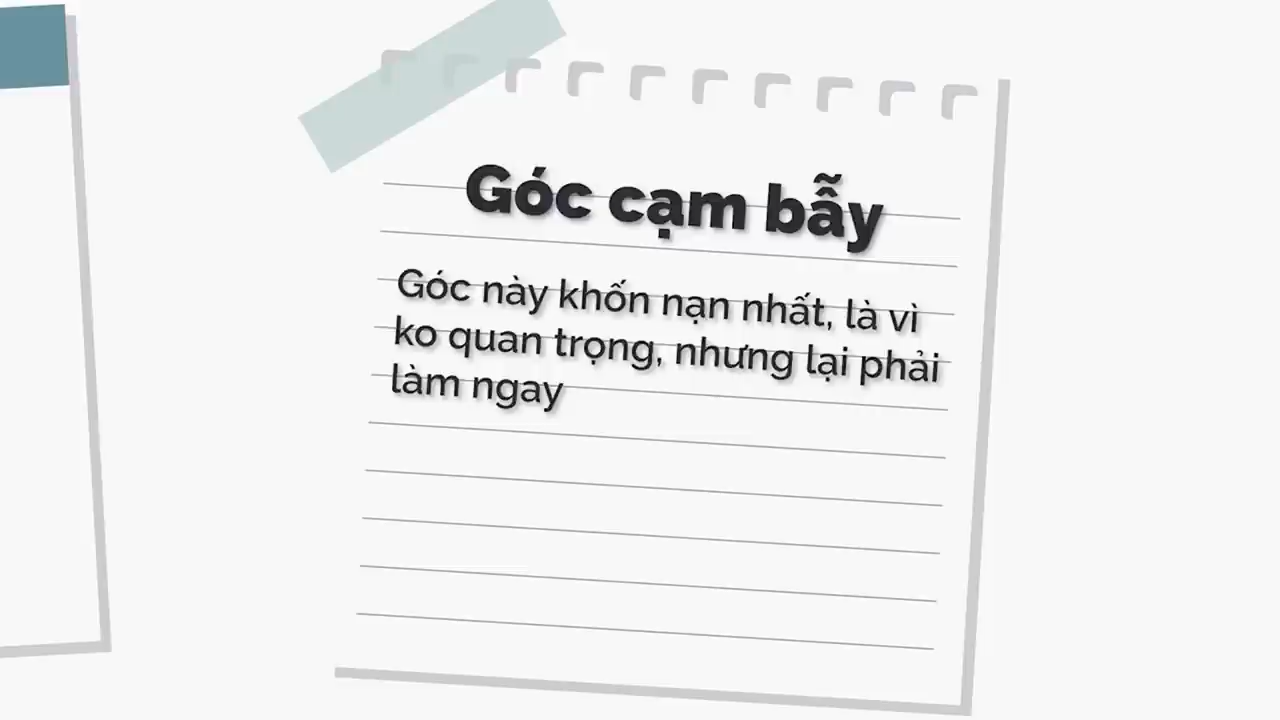 Góc cạm bẫy
Góc này khốn nạn nhất, là vì
ko quan trọng, nhưng lại phải
làm ngay